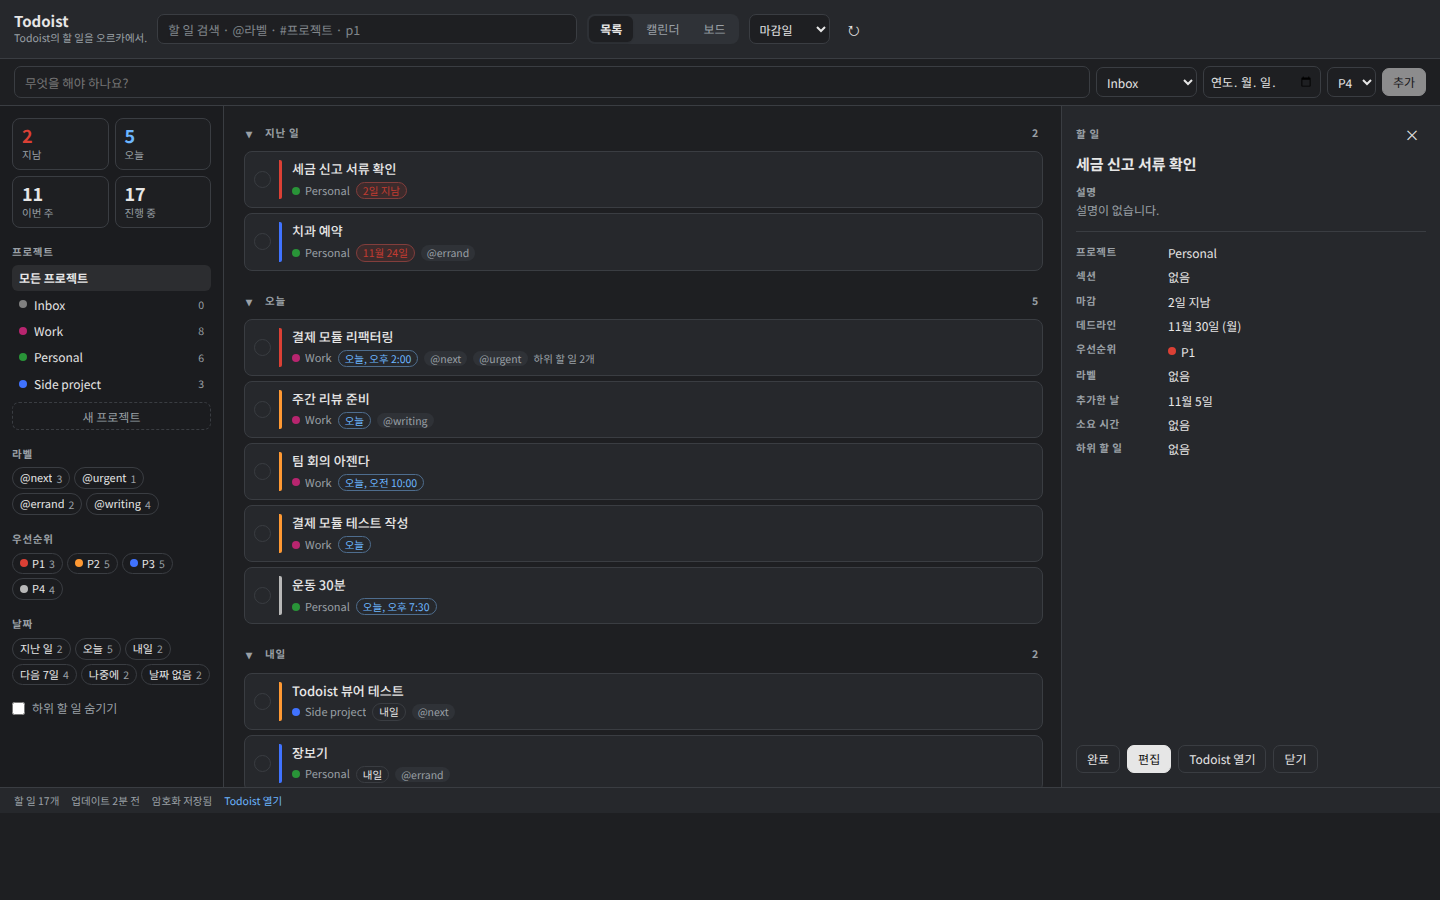 Todoist
Todoist의 할 일을 오르카에서.
할 일 검색 · @라벨 · #프로젝트 · p1
목록 캘린더 보드
마감일
무엇을 해야 하나요?
Inbox
연도. 월. 일.
P4
추가
2
지남
5
오늘
11
이번 주
17
진행 중
프로젝트
모든 프로젝트
Inbox 0
Work 8
Personal 6
Side project 3
새 프로젝트
라벨
@next 3 @urgent 1
@errand 2 @writing 4
우선순위
P1 3 P2 5 P3 5
P4 4
날짜
지난 일 2 오늘 5 내일 2
다음 7일 4 나중에 2 날짜 없음 2
하위 할 일 숨기기
지난 일 2
세금 신고 서류 확인
Personal 2일 지남
치과 예약
Personal 11월 24일 @errand
오늘 5
결제 모듈 리팩터링
Work 오늘, 오후 2:00 @next @urgent 하위 할 일 2개
주간 리뷰 준비
Work 오늘 @writing
팀 회의 아젠다
Work 오늘, 오전 10:00
결제 모듈 테스트 작성
Work 오늘
운동 30분
Personal 오늘, 오후 7:30
내일 2
Todoist 뷰어 테스트
Side project 내일 @next
장보기
Personal 내일 @errand
할 일
세금 신고 서류 확인
설명
설명이 없습니다.
프로젝트 Personal
섹션 없음
마감 2일 지남
데드라인 11월 30일 (월)
우선순위 P1
라벨 없음
추가한 날 11월 5일
소요 시간 없음
하위 할 일 없음
완료 편집 Todoist 열기 닫기
할 일 17개 업데이트 2분 전 암호화 저장됨 Todoist 열기